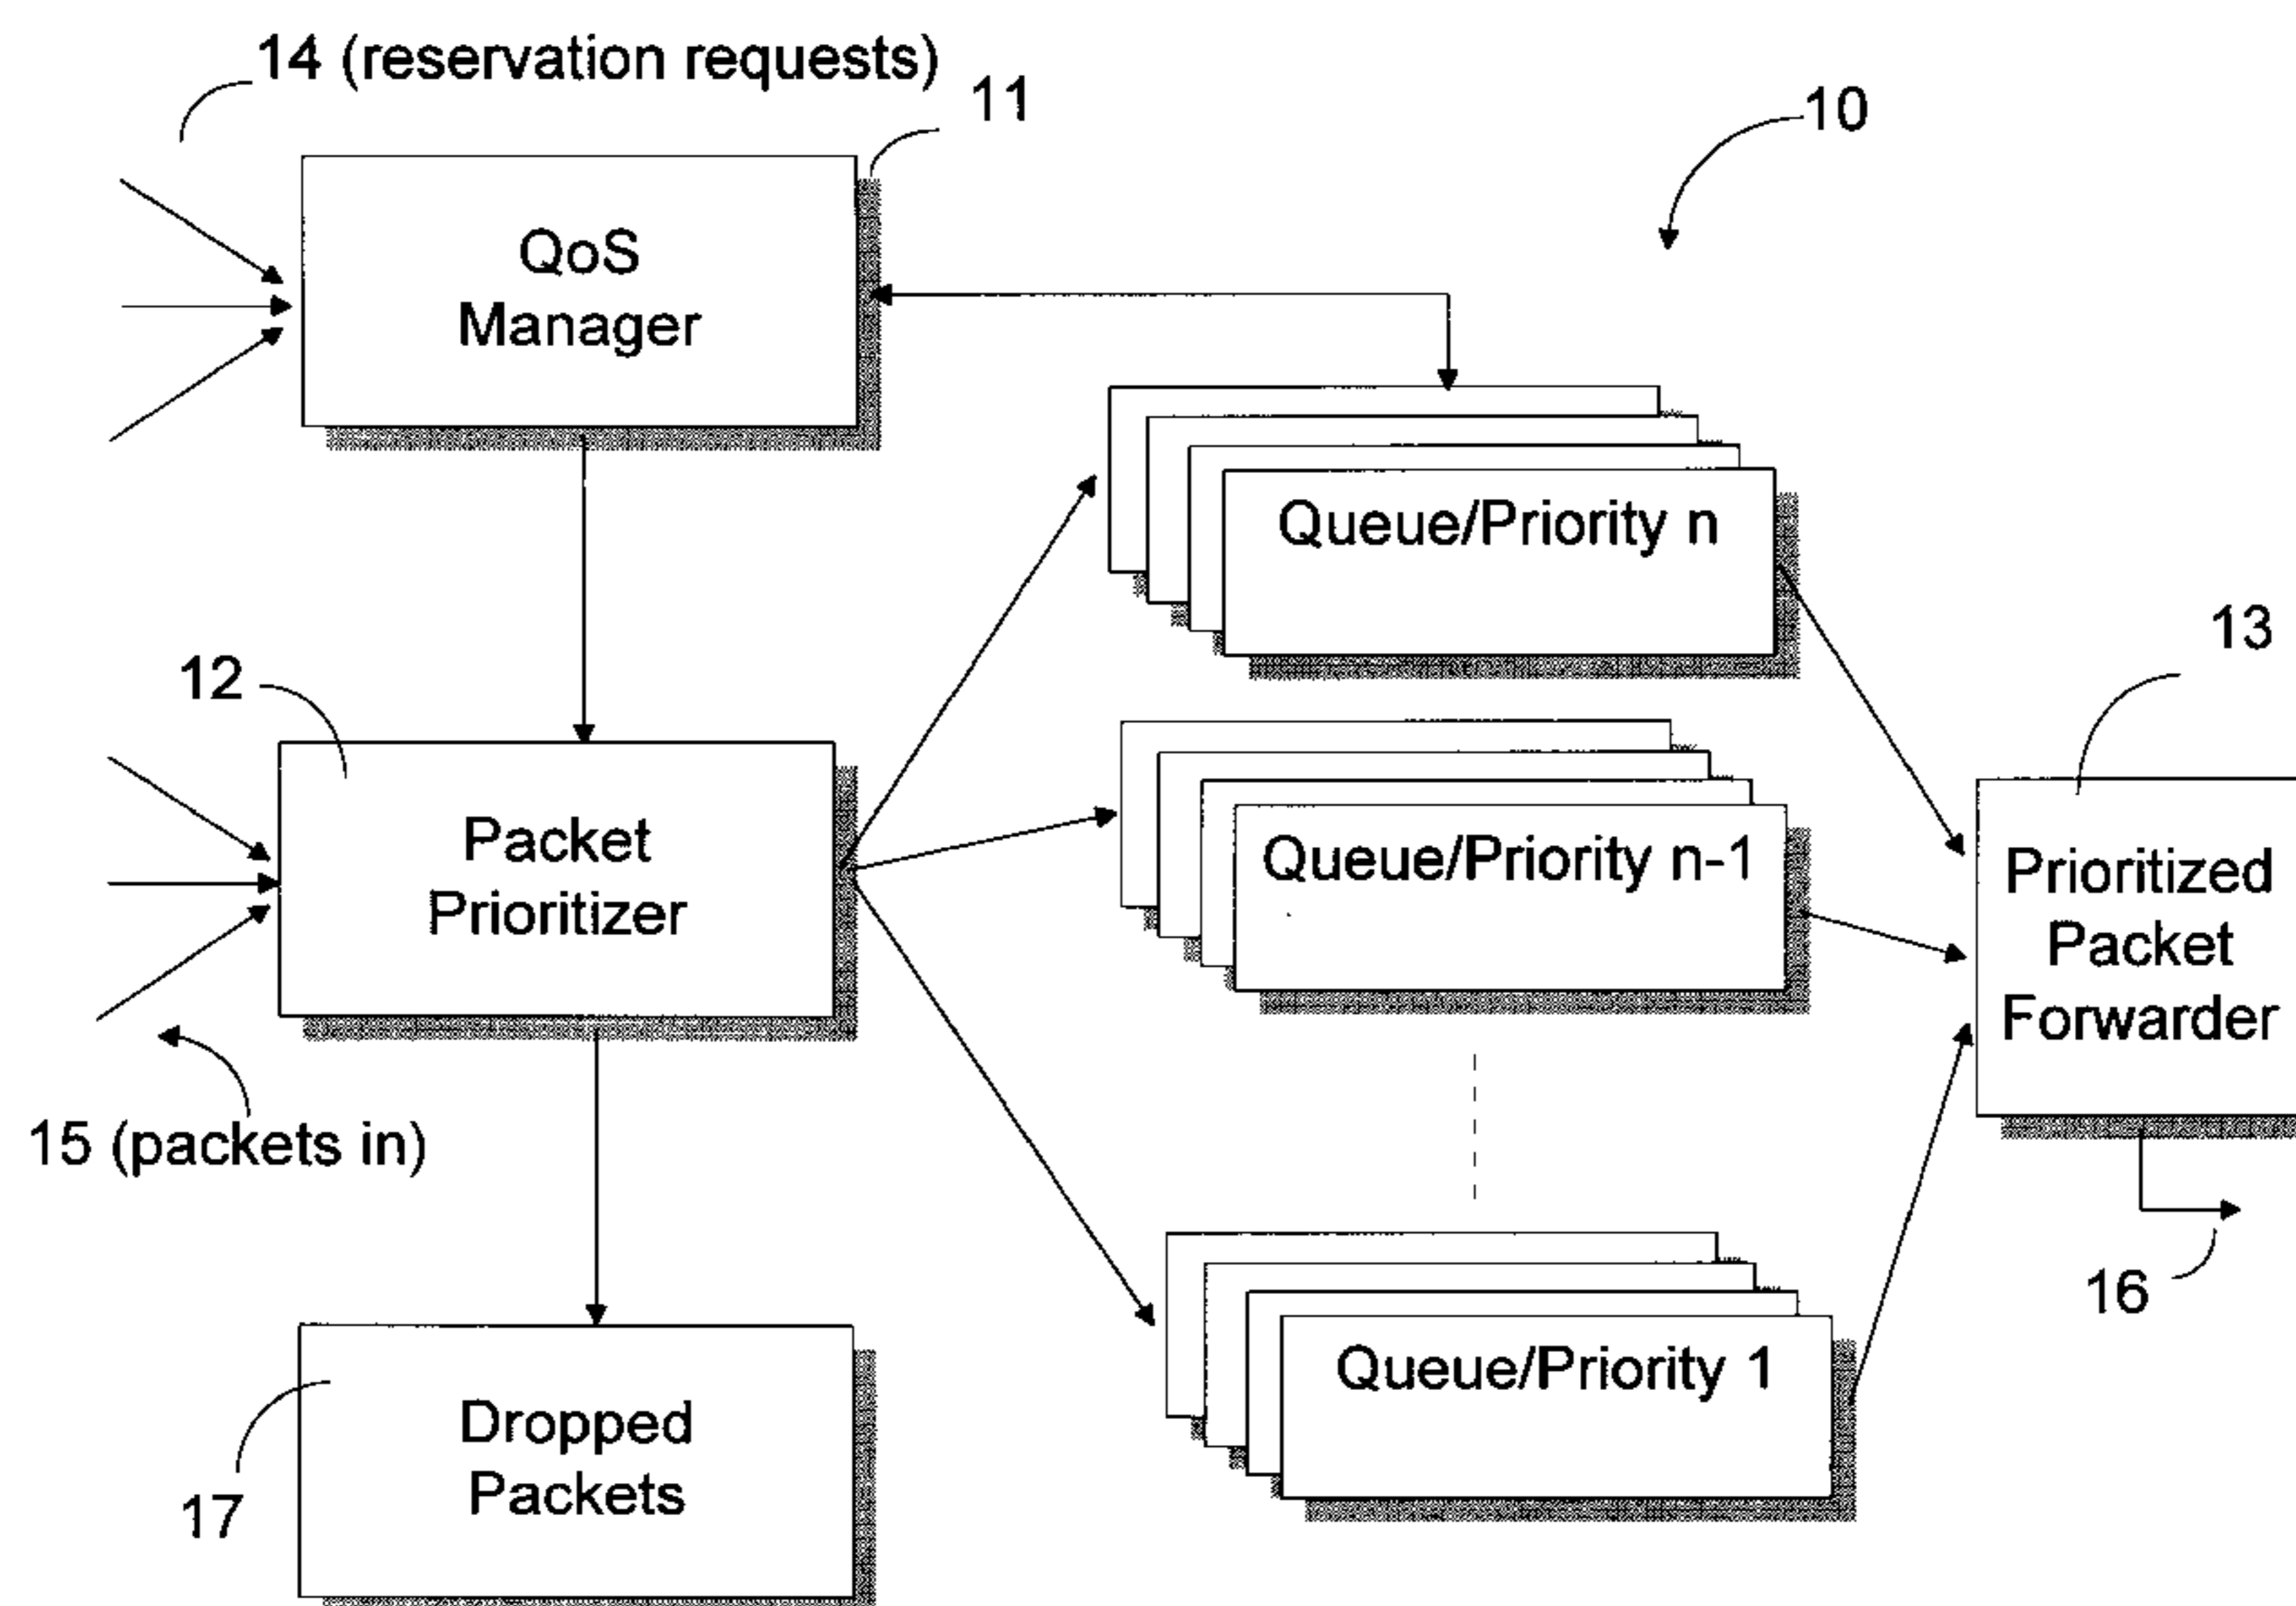 14 (reservation requests)
11
10
QoS
Manager
Queue/Priority n
13
12
Packet
Prioritizer
Queue/Priority n-1
Prioritized
Packet
Forwarder
15 (packets in)
16
Queue/Priority 1
Dropped
Packets
17